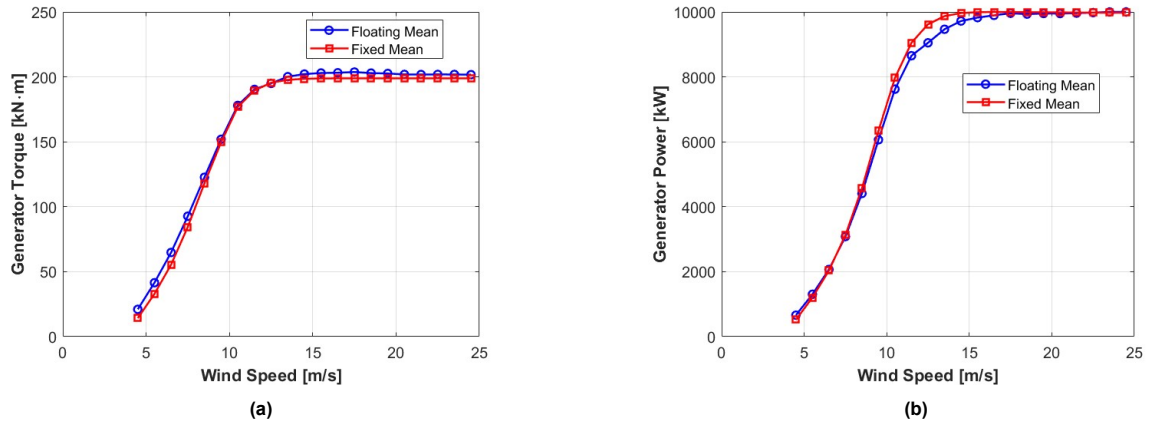 Generator Torque [kN·m]
200
150
100
50
0
0 5 10 15 20 25
Wind Speed [m/s]
Floating Mean
Fixed Mean
(a)
Generator Power [kW]
10000
8000
6000
4000
2000
0
0 5 10 15 20 25
Wind Speed [m/s]
Floating Mean
Fixed Mean
(b)
250